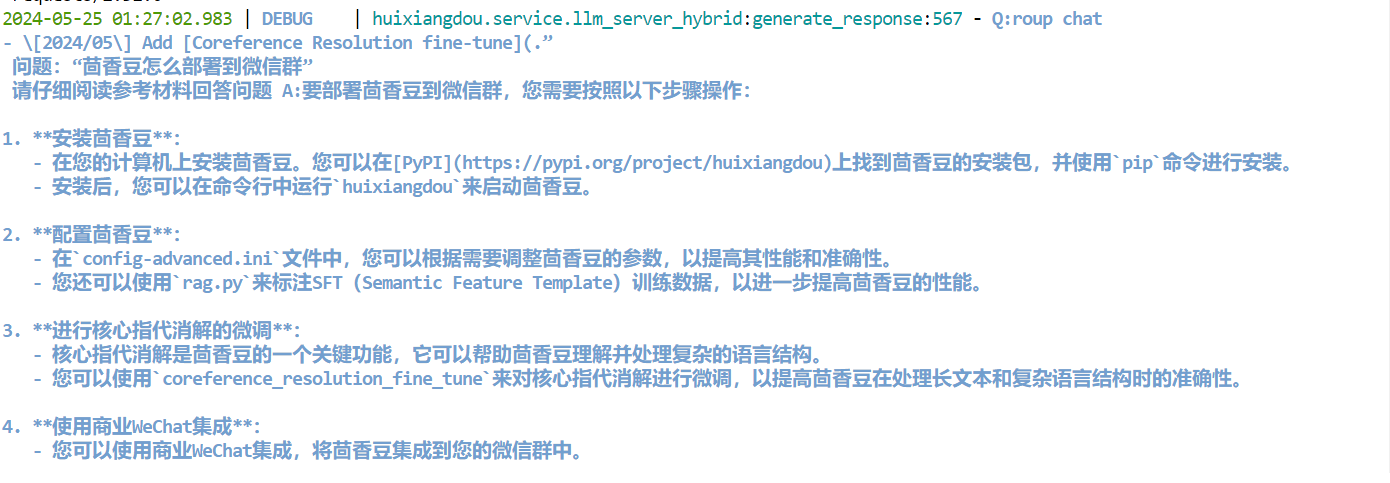 2024-05-25 01:27:02.983 | DEBUG    | huixiangdou.service.llm_server_hybrid:generate_response:567 - Q:roup chat
- \[2024/05\] Add [Coreference Resolution fine-tune](.”
问题：“茴香豆怎么部署到微信群”
请仔细阅读参考材料回答问题 A:要部署茴香豆到微信群，您需要按照以下步骤操作：
1. **安装茴香豆**：
- 在您的计算机上安装茴香豆。您可以在[PyPI](https://pypi.org/project/huixiangdou)上找到茴香豆的安装包，并使用`pip`命令进行安装。
- 安装后，您可以在命令行中运行`huixiangdou`来启动茴香豆。
2. **配置茴香豆**：
- 在`config-advanced.ini`文件中，您可以根据需要调整茴香豆的参数，以提高其性能和准确性。
- 您还可以使用`rag.py`来标注SFT（Semantic Feature Template）训练数据，以进一步提高茴香豆的性能。
3. **进行核心指代消解的微调**：
- 核心指代消解是茴香豆的一个关键功能，它可以帮助茴香豆理解并处理复杂的语言结构。
- 您可以使用`coreference_resolution_fine_tune`来对核心指代消解进行微调，以提高茴香豆在处理长文本和复杂语言结构时的准确性。
4. **使用商业WeChat集成**：
- 您可以使用商业WeChat集成，将茴香豆集成到您的微信群中。